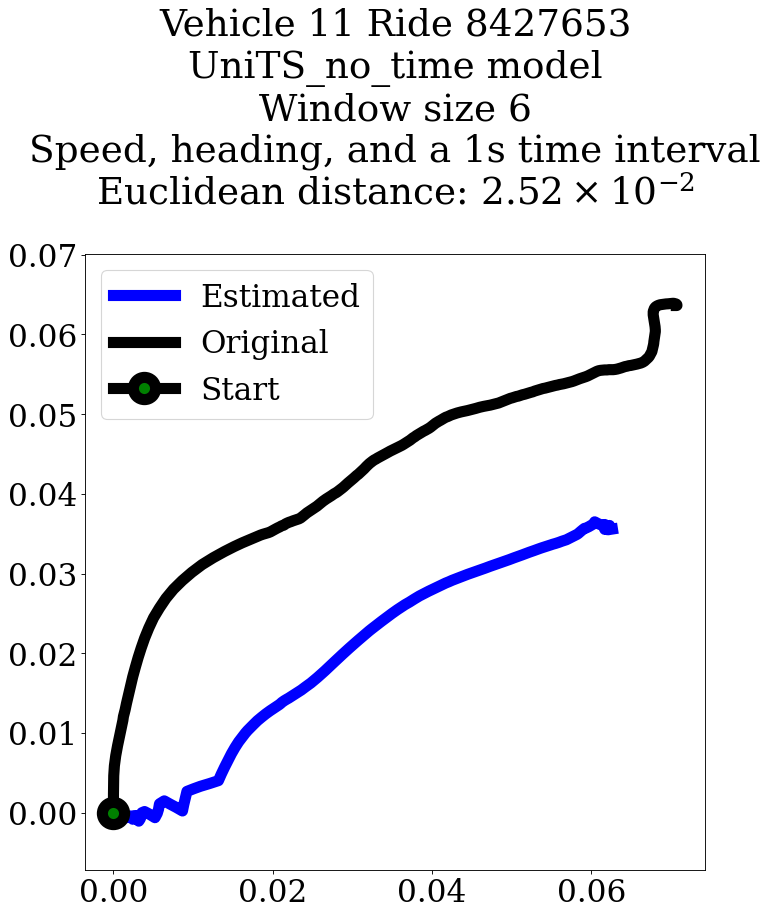 Vehicle 11 Ride 8427653
UniTS_no_time model
Window size 6
Speed, heading, and a 1s time interval
Euclidean distance: 2.52 × 10⁻²
0.07
0.06
0.05
0.04
0.03
0.02
0.01
0.00
Estimated
Original
Start
0.00 0.02 0.04 0.06